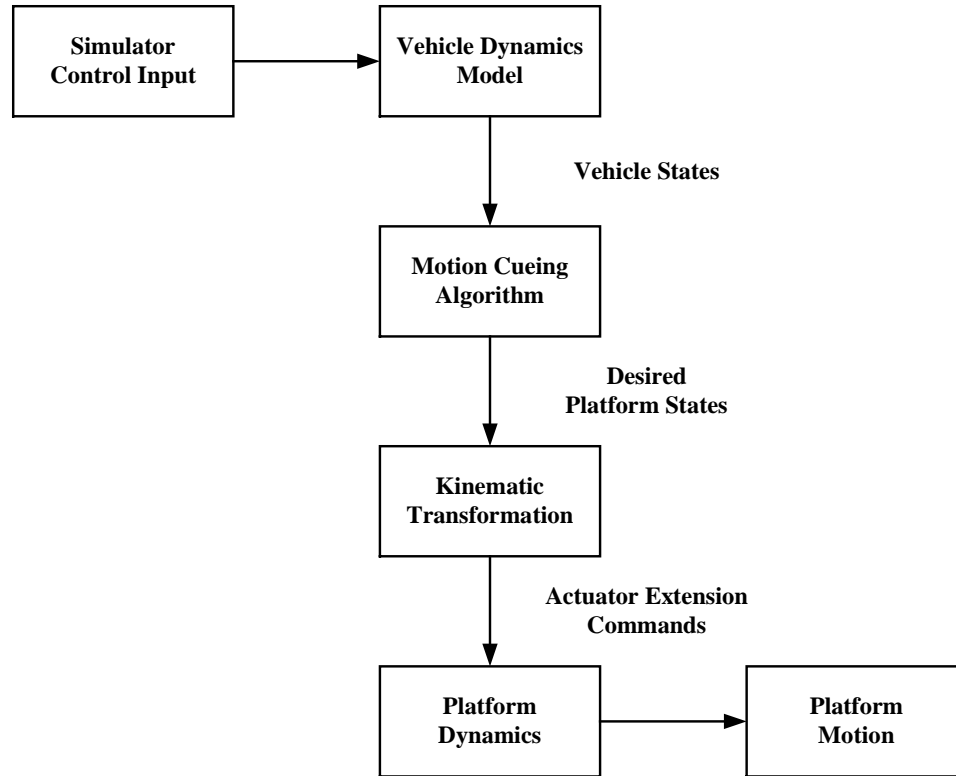 Simulator
Control Input
Vehicle Dynamics
Model
Vehicle States
Motion Cueing
Algorithm
Desired
Platform States
Kinematic
Transformation
Actuator Extension
Commands
Platform
Dynamics
Platform
Motion